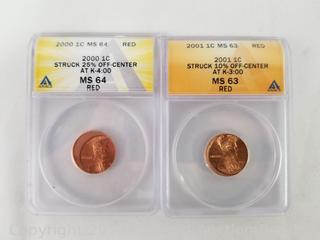 2000 1C MS 64 RED
2000 1C
STRUCK 25% OFF-CENTER
AT K-4:00
MS 64
RED
2001 1C MS 63 RED
2001 1C
STRUCK 10% OFF-CENTER
AT K-3:00
MS 63
RED